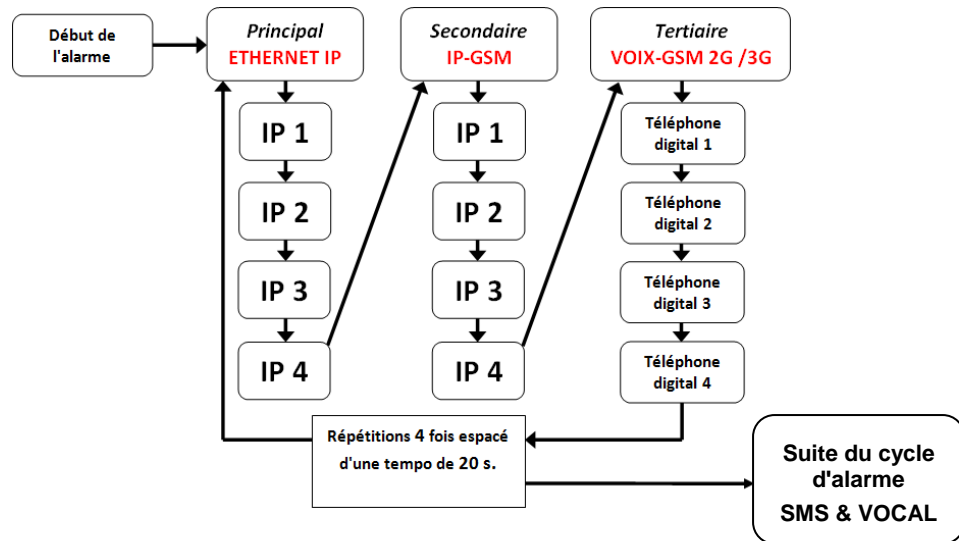 Début de
l'alarme
Principal
ETHERNET IP
IP 1
IP 2
IP 3
IP 4
Secondaire
IP-GSM
IP 1
IP 2
IP 3
IP 4
Tertiaire
VOIX-GSM 2G /3G
Téléphone
digital 1
Téléphone
digital 2
Téléphone
digital 3
Téléphone
digital 4
Répétitions 4 fois espacé
d'une tempo de 20 s.
Suite du cycle
d'alarme
SMS & VOCAL